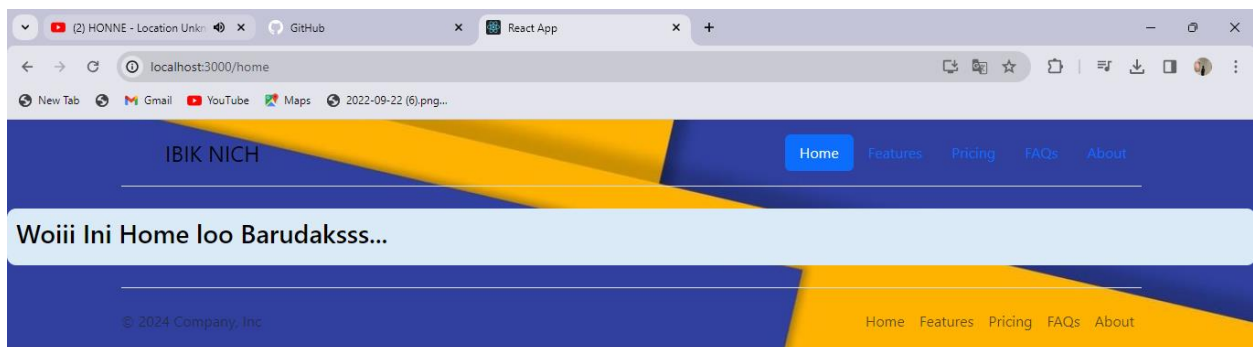 (2) HONNE - Location Unkn
GitHub
React App
localhost:3000/home
New Tab
Gmail
YouTube
Maps
2022-09-22 (6).png...
IBIK NICH
Home
Features
Pricing
FAQs
About
Woiii Ini Home loo Barudaksss...
© 2024 Company, Inc
Home
Features
Pricing
FAQs
About